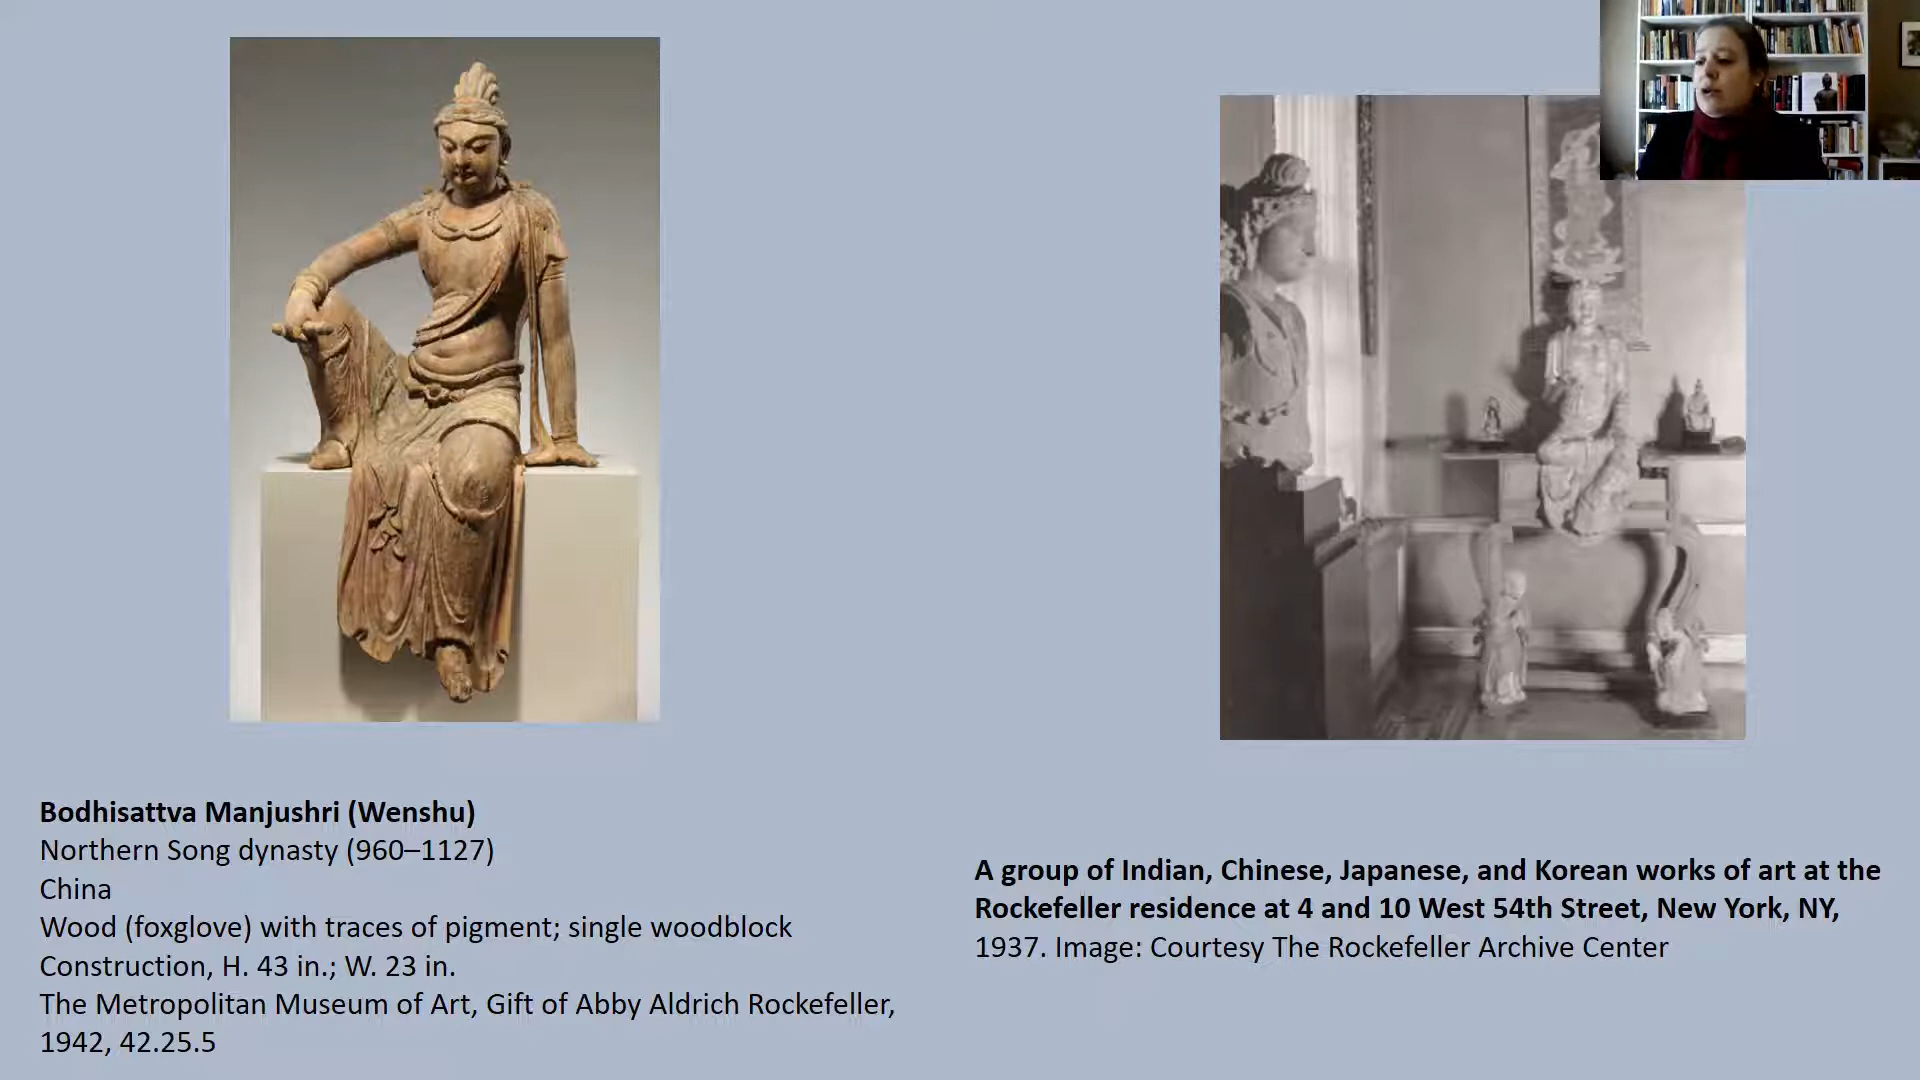 Bodhisattva Manjushri (Wenshu)
Northern Song dynasty (960–1127)
China
Wood (foxglove) with traces of pigment; single woodblock
Construction, H. 43 in.; W. 23 in.
The Metropolitan Museum of Art, Gift of Abby Aldrich Rockefeller,
1942, 42.25.5
A group of Indian, Chinese, Japanese, and Korean works of art at the
Rockefeller residence at 4 and 10 West 54th Street, New York, NY,
1937. Image: Courtesy The Rockefeller Archive Center